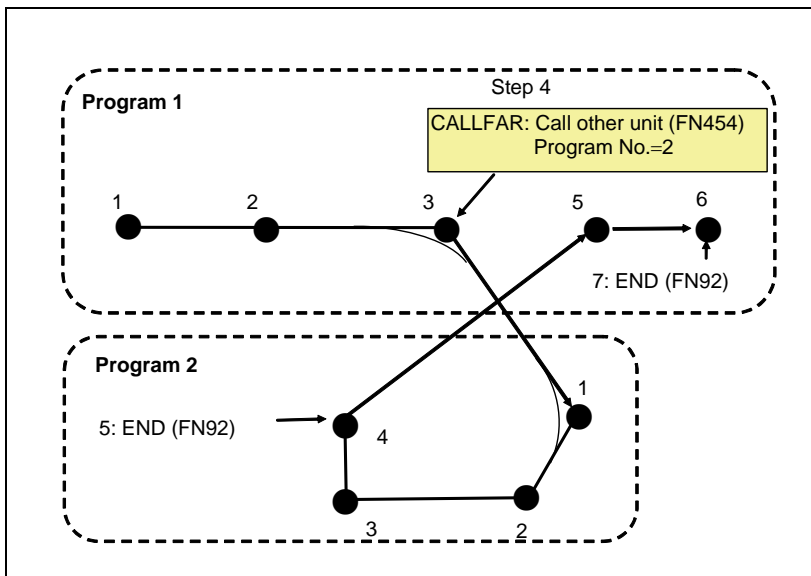 Program 1
Step 4
CALLFAR: Call other unit (FN454)
Program No.=2
1
2
3
5
6
7: END (FN92)
Program 2
1
5: END (FN92)
4
3
2